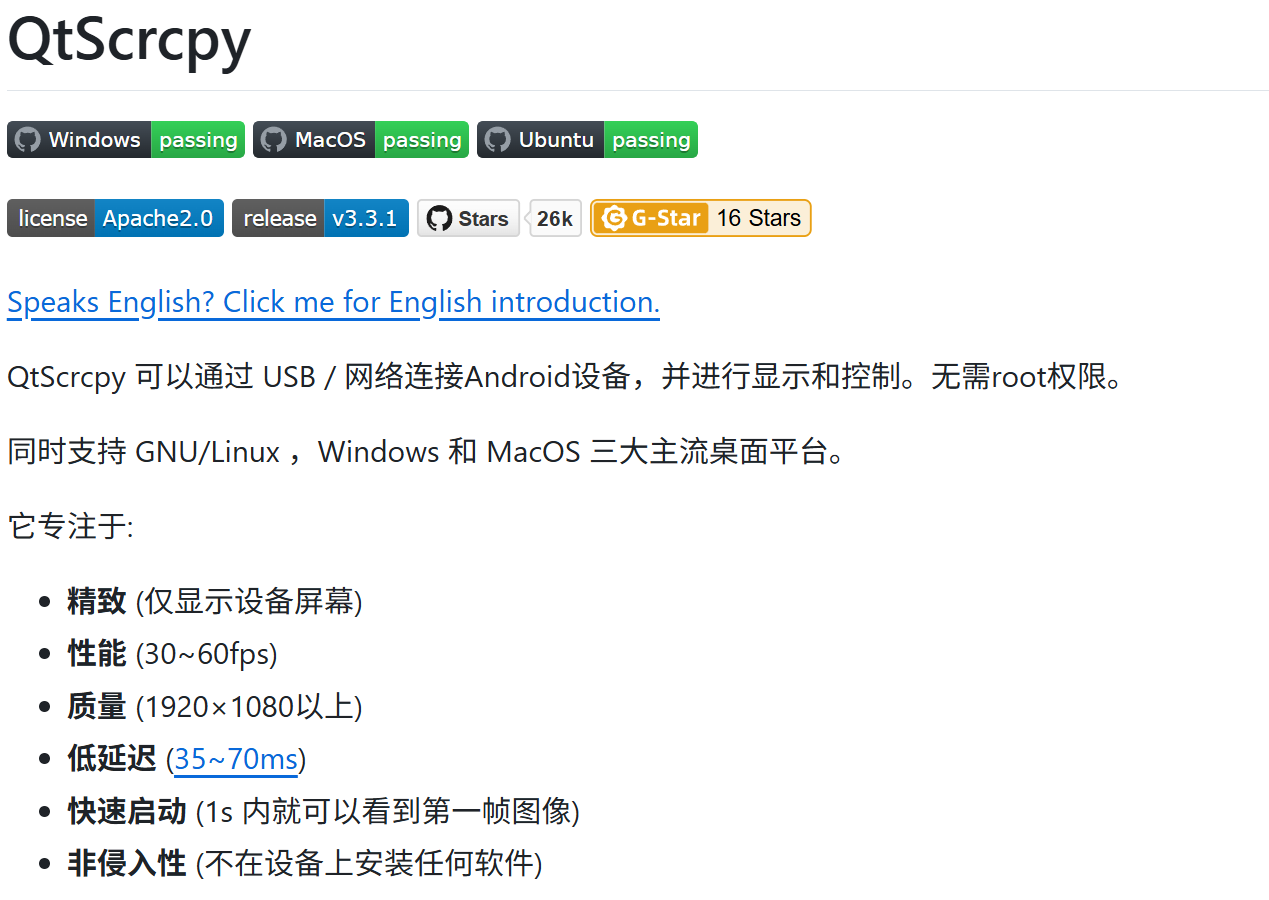 QtScrcpy
Windows passing MacOS passing Ubuntu passing
license Apache2.0 release v3.3.1 Stars 26k G-Star 16 Stars
Speaks English? Click me for English introduction.
QtScrcpy 可以通过 USB / 网络连接Android设备，并进行显示和控制。无需root权限。
同时支持 GNU/Linux ，Windows 和 MacOS 三大主流桌面平台。
它专注于:
• 精致 (仅显示设备屏幕)
• 性能 (30~60fps)
• 质量 (1920×1080以上)
• 低延迟 (35~70ms)
• 快速启动 (1s 内就可以看到第一帧图像)
• 非侵入性 (不在设备上安装任何软件)